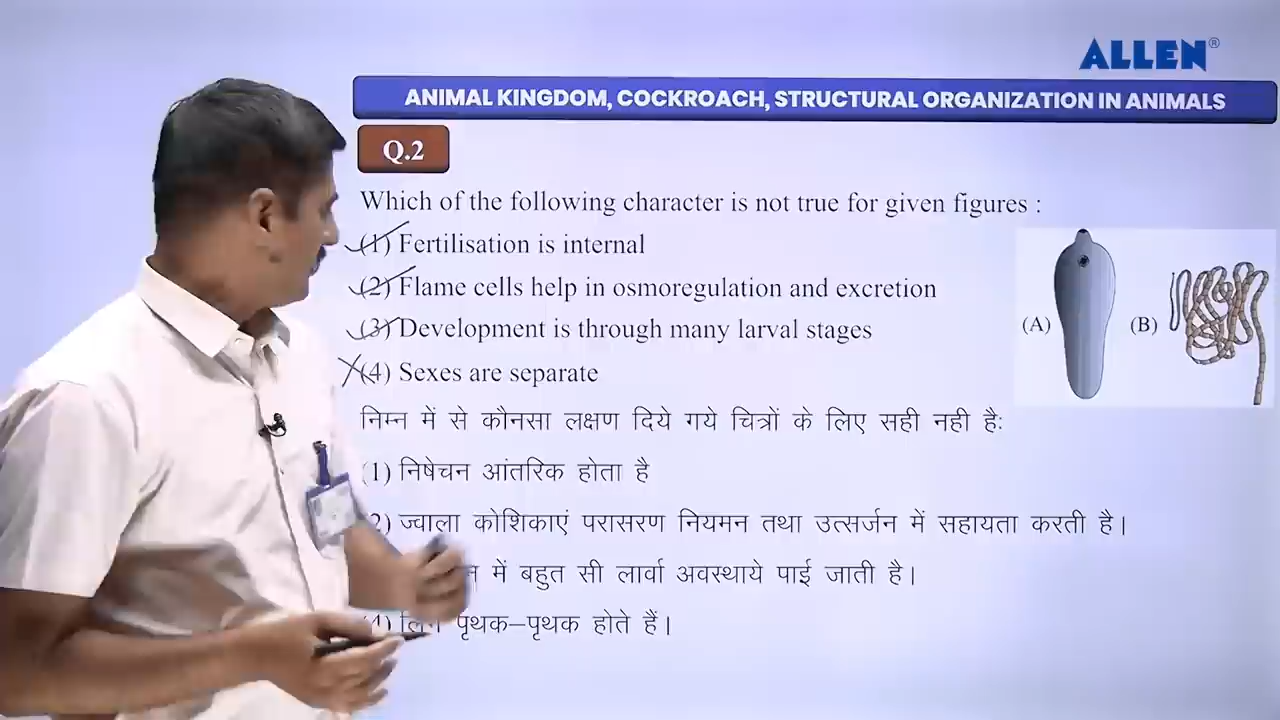 ALLEN®
ANIMAL KINGDOM, COCKROACH, STRUCTURAL ORGANIZATION IN ANIMALS
Q.2
Which of the following character is not true for given figures :
(1) Fertilisation is internal
(2) Flame cells help in osmoregulation and excretion
(3) Development is through many larval stages
(4) Sexes are separate
(A)
(B)
निम्न में से कौनसा लक्षण दिये गये चित्रों के लिए सही नही है:
(1) निषेचन आंतरिक होता है
2) ज्वाला कोशिकाएं परासरण नियमन तथा उत्सर्जन में सहायता करती है।
में बहुत सी लार्वा अवस्थाये पाई जाती है।
(4) लिंग पृथक–पृथक होते हैं।